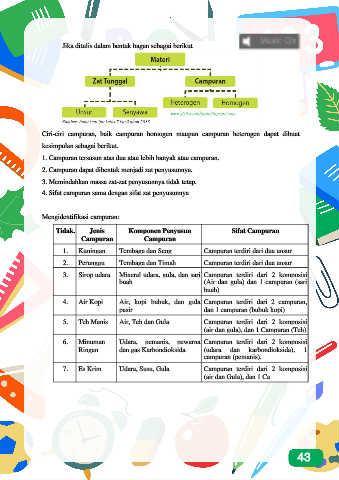 Music On
Jika ditulis dalam bentuk bagan sebagai berikut
Materi
Zat Tunggal
Campuran
Unsur
Senyawa
Heterogen
Homogen
Ciri-ciri campuran, baik campuran homogen maupun campuran heterogen dapat dibuat
kesimpulan sebagai berikut.
1. Campuran tersusun atas dua atau lebih banyak atau campuran.
2. Campuran dapat dibentuk menjadi zat penyusunnya.
3. Memindahkan massa zat-zat penyusunnya tidak tetap.
4. Sifat campuran sama dengan sifat zat penyusunnya
Mengidentifikasi campuran:
Tidak. Jenis Campuran Komponen Penyusun Campuran Sifat Campuran
1. Kuningan Tembaga dan Seng Campuran terdiri dari dua unsur
2. Perunggu Tembaga dan Timah Campuran terdiri dari dua unsur
3. Sirop udara Mineral udara, gula, dan sari Campuran terdiri dari 2 komposisi
buah (Air dan gula) dan 1 campuran (sari
buah)
4. Air Kopi Air, kopi bubuk, dan gula Campuran terdiri dari 2 campuran,
pasir dan 1 campuran (bubuk kopi)
5. Teh Manis Air, Teh dan Gula Campuran terdiri dari 2 komposisi
(air dan gula), dan 1 Campuran (Teh)
6. Minuman Udara, pemanis, pewarna Campuran terdiri dari 2 komposisi
Ringan dan gas Karbondioksida (udara dan karbondioksida), 1
campuran (pemanis).
7. Es Krim Udara, Susu, Gula Campuran terdiri dari 2 komposisi
(air dan Gula), dan 1 Ca
43